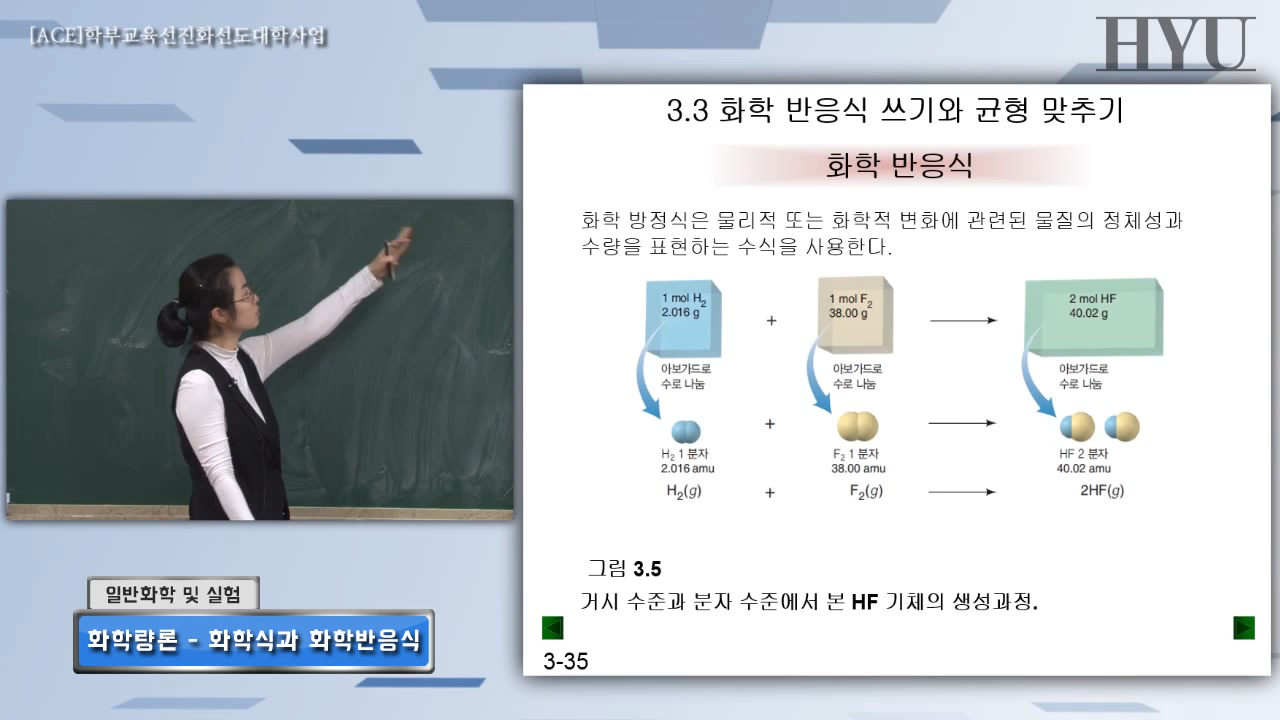 [ACE]학부교육선진화선도대학사업
HYU
3.3 화학 반응식 쓰기와 균형 맞추기
화학 반응식
화학 방정식은 물리적 또는 화학적 변화에 관련된 물질의 정체성과
수량을 표현하는 수식을 사용한다.
1 mol H₂
2.016 g
+
1 mol F₂
38.00 g
2 mol HF
40.02 g
아보가드로
수로 나눔
아보가드로
수로 나눔
아보가드로
수로 나눔
+
H₂ 1 분자
2.016 amu
F₂ 1 분자
38.00 amu
HF 2 분자
40.02 amu
H₂(g) + F₂(g) → 2HF(g)
그림 3.5
거시 수준과 분자 수준에서 본 HF 기체의 생성과정.
3-35
일반화학 및 실험
화학량론 - 화학식과 화학반응식